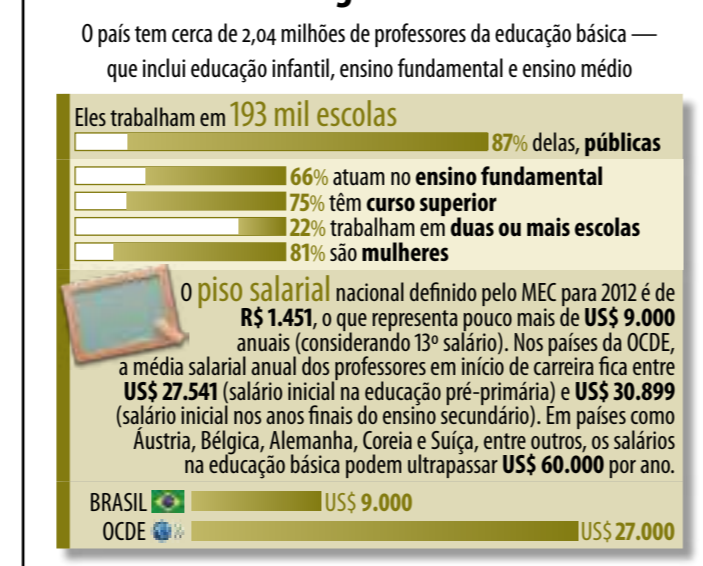 O país tem cerca de 2,04 milhões de professores da educação básica —
que inclui educação infantil, ensino fundamental e ensino médio
Eles trabalham em 193 mil escolas
87% delas, públicas
66% atuam no ensino fundamental
75% têm curso superior
22% trabalham em duas ou mais escolas
81% são mulheres
O piso salarial nacional definido pelo MEC para 2012 é de
R$ 1.451, o que representa pouco mais de US$ 9.000
anuais (considerando 13º salário). Nos países da OCDE,
a média salarial anual dos professores em início de carreira fica entre
US$ 27.541 (salário inicial na educação pré-primária) e US$ 30.899
(salário inicial nos anos finais do ensino secundário). Em países como
Áustria, Bélgica, Alemanha, Coreia e Suíça, entre outros, os salários
na educação básica podem ultrapassar US$ 60.000 por ano.
BRASIL US$ 9.000
OCDE US$ 27.000